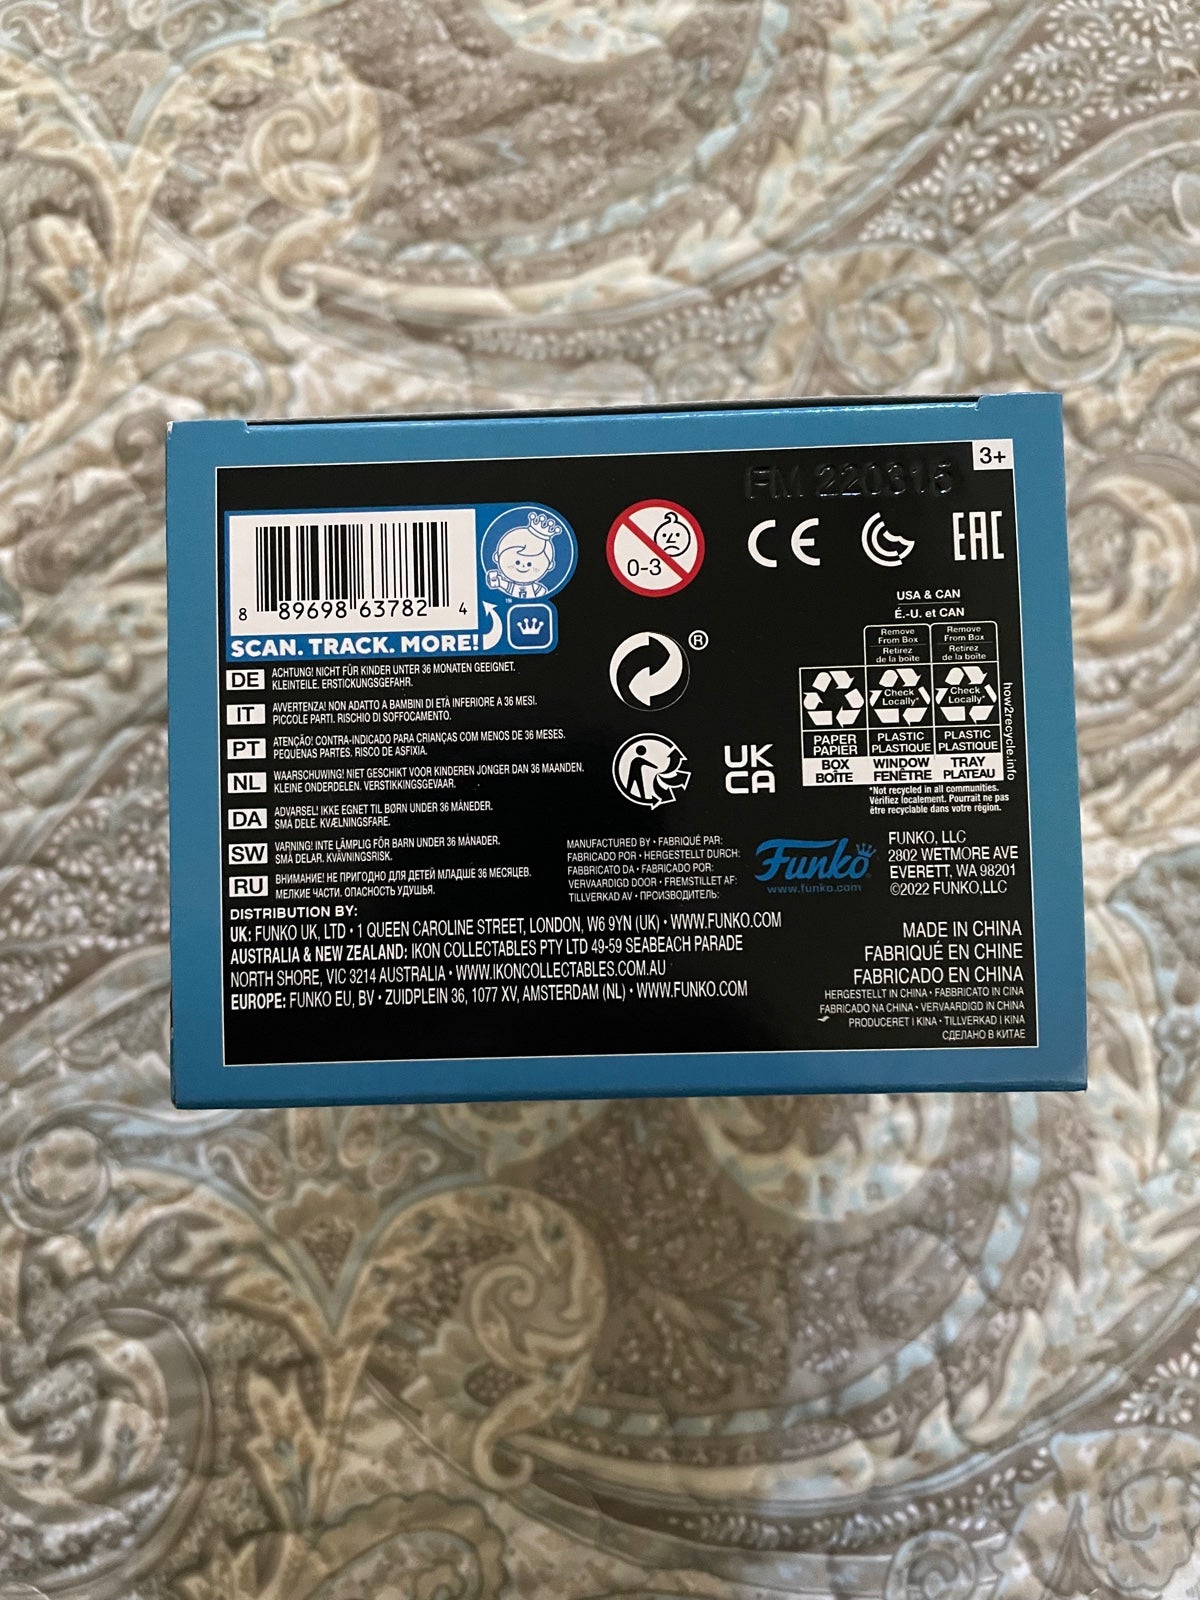 3+
FM 220315
8 89698 63782 4
SCAN. TRACK. MORE!
™
0-3
CE
EAC
USA & CAN
É.-U. et CAN
Remove From Box
Retirez de la boîte
Remove From Box
Retirez de la boîte
Check Locally*
Check Locally*
PAPER
PAPIER
PLASTIC
PLASTIQUE
PLASTIC
PLASTIQUE
BOX
BOÎTE
WINDOW
FENÊTRE
TRAY
PLATEAU
how2recycle.info
*Not recycled in all communities.
Vérifiez localement. Pourrait ne pas
être recyclable dans votre région.
®
UK
CA
DE ACHTUNG! NICHT FÜR KINDER UNTER 36 MONATEN GEEIGNET.
KLEINTEILE. ERSTICKUNGSGEFAHR.
IT AVVERTENZA! NON ADATTO A BAMBINI DI ETÀ INFERIORE A 36 MESI.
PICCOLE PARTI. RISCHIO DI SOFFOCAMENTO.
PT ATENÇÃO! CONTRA-INDICADO PARA CRIANÇAS COM MENOS DE 36 MESES.
PEQUENAS PARTES. RISCO DE ASFIXIA.
NL WAARSCHUWING! NIET GESCHIKT VOOR KINDEREN JONGER DAN 36 MAANDEN.
KLEINE ONDERDELEN. VERSTIKKINGSGEVAAR.
DA ADVARSEL! IKKE EGNET TIL BØRN UNDER 36 MÅNEDER.
SMÅ DELE. KVÆLNINGSFARE.
SW VARNING! INTE LÄMPLIG FÖR BARN UNDER 36 MÅNADER.
SMÅ DELAR. KVÄVNINGSRISK.
RU ВНИМАНИЕ! НЕ ПРИГОДНО ДЛЯ ДЕТЕЙ МЛАДШЕ 36 МЕСЯЦЕВ.
МЕЛКИЕ ЧАСТИ. ОПАСНОСТЬ УДУШЬЯ.
MANUFACTURED BY • FABRIQUÉ PAR:
FABRICADO POR • HERGESTELLT DURCH:
FABBRICATO DA • FABRICADO POR:
VERVAARDIGD DOOR • FREMSTILLET AF:
TILLVERKAD AV • ПРОИЗВОДИТЕЛЬ:
Funko
www.funko.com
FUNKO, LLC
2802 WETMORE AVE
EVERETT, WA 98201
©2022 FUNKO,LLC
DISTRIBUTION BY:
UK: FUNKO UK, LTD • 1 QUEEN CAROLINE STREET, LONDON, W6 9YN (UK) • WWW.FUNKO.COM
AUSTRALIA & NEW ZEALAND: IKON COLLECTABLES PTY LTD 49-59 SEABEACH PARADE
NORTH SHORE, VIC 3214 AUSTRALIA • WWW.IKONCOLLECTABLES.COM.AU
EUROPE: FUNKO EU, BV • ZUIDPLEIN 36, 1077 XV, AMSTERDAM (NL) • WWW.FUNKO.COM
MADE IN CHINA
FABRIQUÉ EN CHINE
FABRICADO EN CHINA
HERGESTELLT IN CHINA • FABBRICATO IN CINA
FABRICADO NA CHINA • VERVAARDIGD IN CHINA
PRODUCERET I KINA • TILLVERKAD I KINA
СДЕЛАНО В КИТАЕ